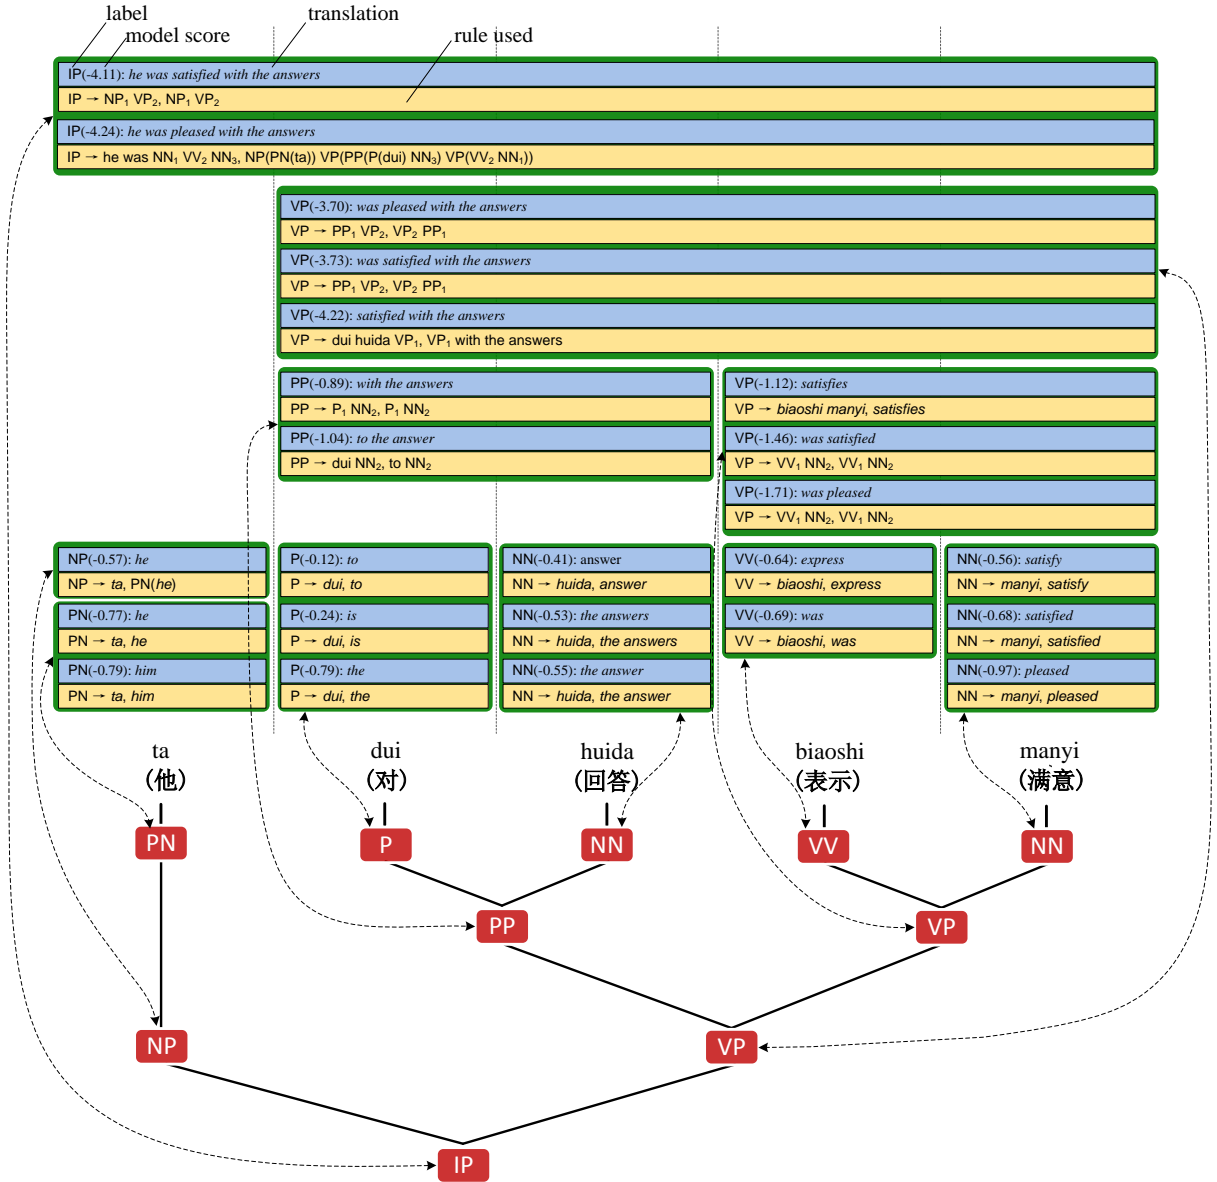 label
translation
model score
rule used
IP(-4.11): he was satisfied with the answers
IP → NP₁ VP₂, NP₁ VP₂
IP(-4.24): he was pleased with the answers
IP → he was NN₁ VV₂ NN₃, NP(PN(ta)) VP(PP(P(dui) NN₃) VP(VV₂ NN₁))
VP(-3.70): was pleased with the answers
VP → PP₁ VP₂, VP₂ PP₁
VP(-3.73): was satisfied with the answers
VP → PP₁ VP₂, VP₂ PP₁
VP(-4.22): satisfied with the answers
VP → dui huida VP₁, VP₁ with the answers
PP(-0.89): with the answers
PP → P₁ NN₂, P₁ NN₂
PP(-1.04): to the answer
PP → dui NN₂, to NN₂
VP(-1.12): satisfies
VP → biaoshi manyi, satisfies
VP(-1.46): was satisfied
VP → VV₁ NN₂, VV₁ NN₂
VP(-1.71): was pleased
VP → VV₁ NN₂, VV₁ NN₂
NP(-0.57): he
NP → ta, PN(he)
PN(-0.77): he
PN → ta, he
PN(-0.79): him
PN → ta, him
P(-0.12): to
P → dui, to
P(-0.24): is
P → dui, is
P(-0.79): the
P → dui, the
NN(-0.41): answer
NN → huida, answer
NN(-0.53): the answers
NN → huida, the answers
NN(-0.55): the answer
NN → huida, the answer
VV(-0.64): express
VV → biaoshi, express
VV(-0.69): was
VV → biaoshi, was
NN(-0.56): satisfy
NN → manyi, satisfy
NN(-0.68): satisfied
NN → manyi, satisfied
NN(-0.97): pleased
NN → manyi, pleased
ta
(他)
dui
(对)
huida
(回答)
biaoshi
(表示)
manyi
(满意)
PN
P
NN
VV
NN
PP
VP
NP
VP
IP